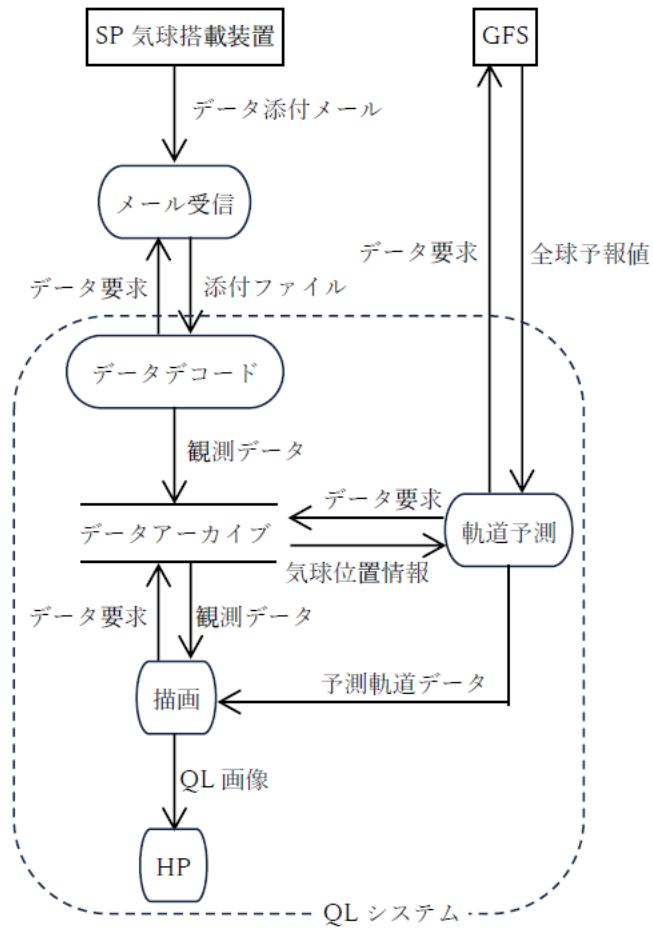 SP 気球搭載装置
GFS
データ添付メール
メール受信
データ要求
全球予報値
データ要求
添付ファイル
データデコード
観測データ
データ要求
データアーカイブ
軌道予測
気球位置情報
データ要求
観測データ
予測軌道データ
描画
QL 画像
HP
QL システム